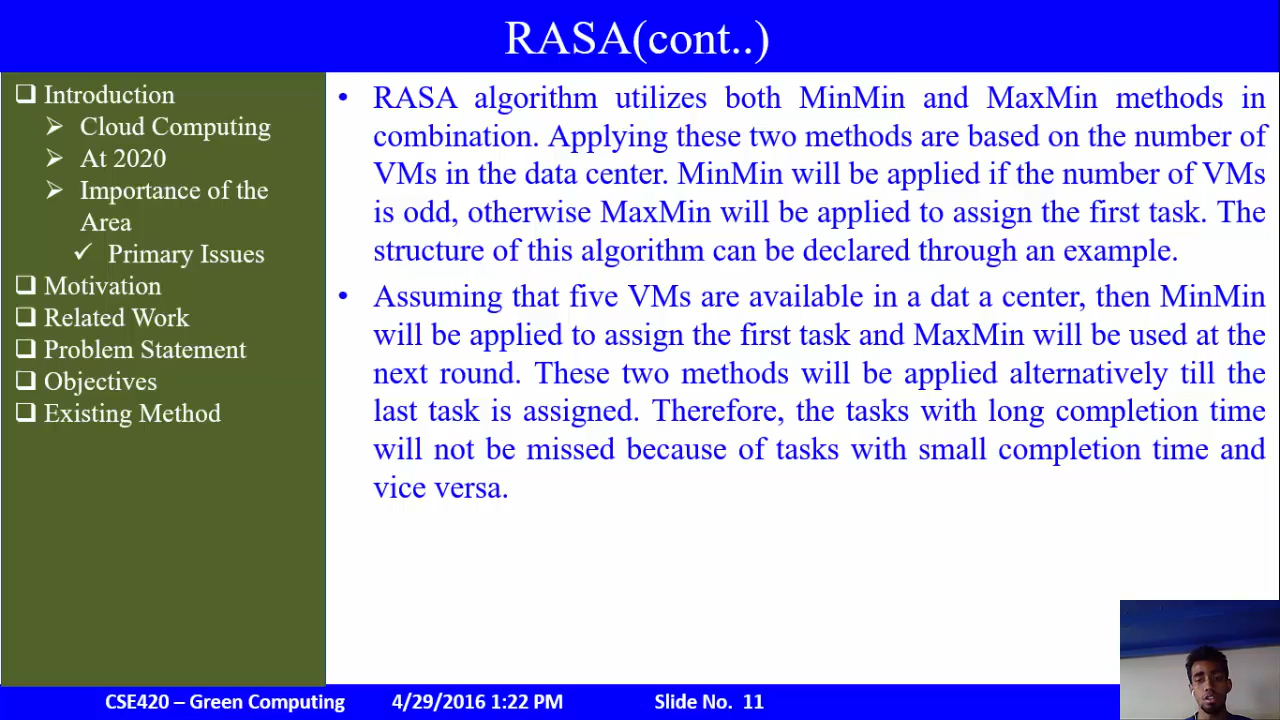 RASA(cont..)
Introduction
Cloud Computing
At 2020
Importance of the
Area
Primary Issues
Motivation
Related Work
Problem Statement
Objectives
Existing Method
• RASA algorithm utilizes both MinMin and MaxMin methods in
combination. Applying these two methods are based on the number of
VMs in the data center. MinMin will be applied if the number of VMs
is odd, otherwise MaxMin will be applied to assign the first task. The
structure of this algorithm can be declared through an example.
• Assuming that five VMs are available in a dat a center, then MinMin
will be applied to assign the first task and MaxMin will be used at the
next round. These two methods will be applied alternatively till the
last task is assigned. Therefore, the tasks with long completion time
will not be missed because of tasks with small completion time and
vice versa.
CSE420 – Green Computing 4/29/2016 1:22 PM Slide No. 11